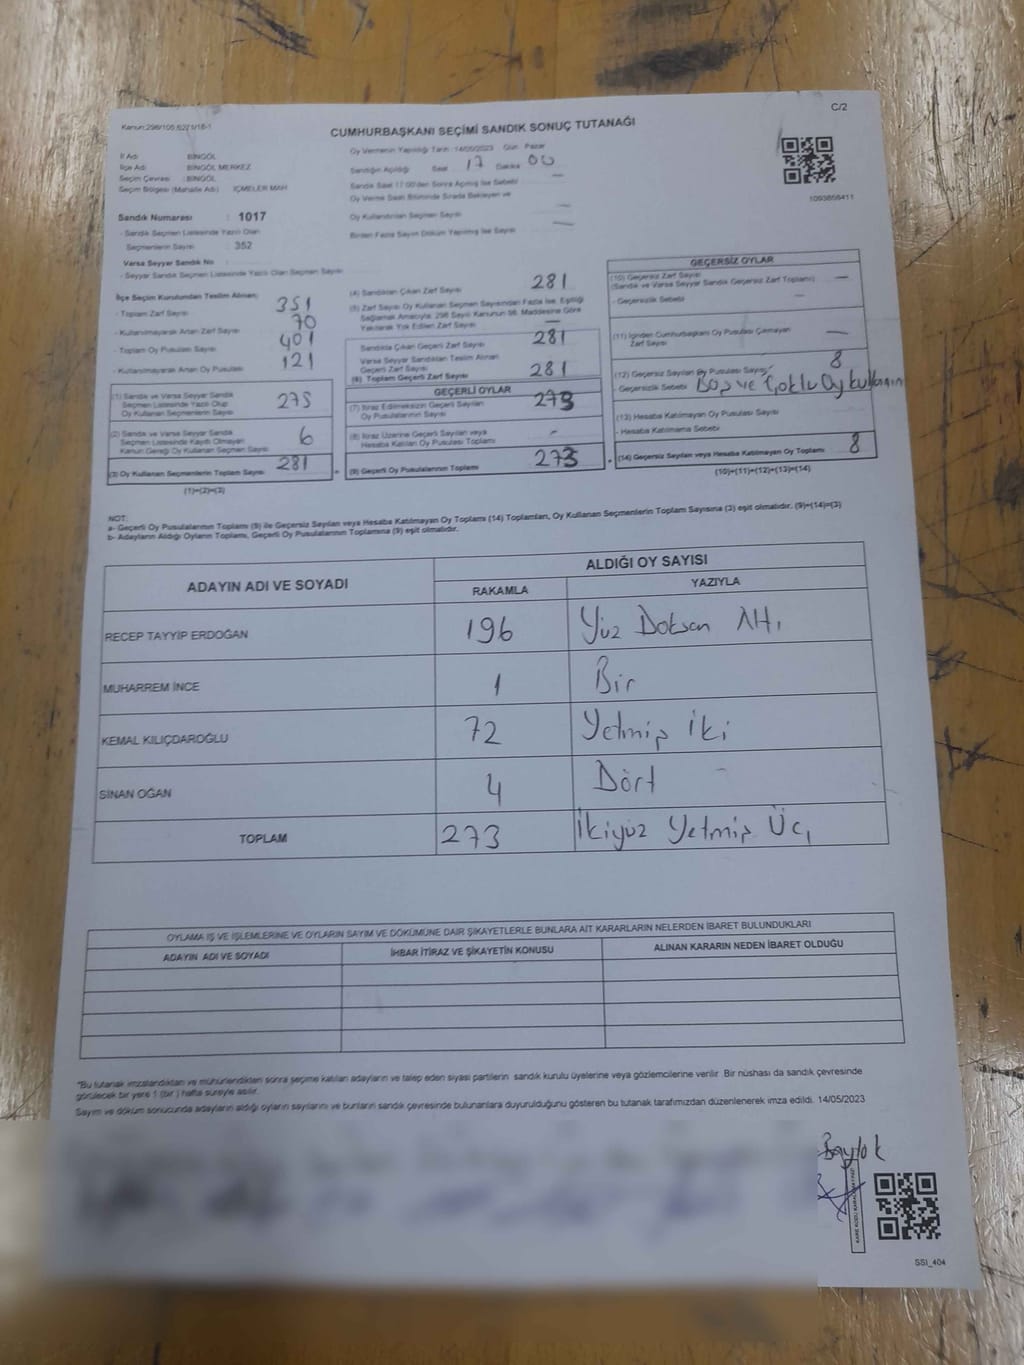 C/2
Kanun:298/105,6271/18-1
CUMHURBAŞKANI SEÇİMİ SANDIK SONUÇ TUTANAĞI
İl Adı : BİNGÖL
İlçe Adı : BİNGÖL MERKEZ
Seçim Çevresi : BİNGÖL
Seçim Bölgesi (Mahalle Adı) : İÇMELER MAH
Sandık Numarası : 1017
- Sandık Seçmen Listesinde Yazılı Olan
Seçmenlerin Sayısı : 352
Varsa Seyyar Sandık No :
- Seyyar Sandık Seçmen Listesinde Yazılı Olan Seçmen Sayısı
Oy Vermenin Yapıldığı Tarih :14/05/2023 Gün : Pazar
Sandığın Açıldığı Saat 17 Dakika 00
Sandık Saat 17:00'den Sonra Açılmış İse Sebebi —
Oy Verme Saati Bitiminde Sırada Bekleyen ve
Oy Kullandırılan Seçmen Sayısı —
Birden Fazla Sayım Döküm Yapılmış İse Sayısı —
1093858411
İlçe Seçim Kurulundan Teslim Alınan;
- Toplam Zarf Sayısı 351
- Kullanılmayarak Artan Zarf Sayısı 70
- Toplam Oy Pusulası Sayısı 401
- Kullanılmayarak Artan Oy Pusulası 121
(1) Sandık ve Varsa Seyyar Sandık
Seçmen Listesinde Yazılı Olup
Oy Kullanan Seçmenlerin Sayısı 275
(2) Sandık ve Varsa Seyyar Sandık
Seçmen Listesinde Kayıtlı Olmayan
Kanun Gereği Oy Kullanan Seçmen Sayısı 6
(3) Oy Kullanan Seçmenlerin Toplam Sayısı 281
(1)+(2)=(3)
(4) Sandıktan Çıkan Zarf Sayısı 281
(5) Zarf Sayısı Oy Kullanan Seçmen Sayısından Fazla İse, Eşitliği
Sağlamak Amacıyla; 298 Sayılı Kanunun 98. Maddesine Göre
Yakılarak Yok Edilen Zarf Sayısı —
Sandıkta Çıkan Geçerli Zarf Sayısı 281
Varsa Seyyar Sandıktan Teslim Alınan
Geçerli Zarf Sayısı
(6) Toplam Geçerli Zarf Sayısı 281
GEÇERLİ OYLAR
(7) İtiraz Edilmeksizin Geçerli Sayılan
Oy Pusulalarının Sayısı 273
(8) İtiraz Üzerine Geçerli Sayılan veya
Hesaba Katılan Oy Pusulası Toplamı -
(9) Geçerli Oy Pusulalarının Toplamı 273
GEÇERSİZ OYLAR
(10) Geçersiz Zarf Sayısı
(Sandık ve Varsa Seyyar Sandık Geçersiz Zarf Toplamı) —
- Geçersizlik Sebebi —
(11) İçinden Cumhurbaşkanı Oy Pusulası Çıkmayan
Zarf Sayısı —
(12) Geçersiz Sayılan Oy Pusulası Sayısı 8
- Geçersizlik Sebebi Boş ve Çoklu Oy kullanım
(13) Hesaba Katılmayan Oy Pusulası Sayısı
- Hesaba Katılmama Sebebi
(14) Geçersiz Sayılan veya Hesaba Katılmayan Oy Toplamı 8
(10)+(11)+(12)+(13)=(14)
NOT:
a- Geçerli Oy Pusulalarının Toplamı (9) ile Geçersiz Sayılan veya Hesaba Katılmayan Oy Toplamı (14) Toplamları, Oy Kullanan Seçmenlerin Toplam Sayısına (3) eşit olmalıdır. (9)+(14)=(3)
b- Adayların Aldığı Oyların Toplamı, Geçerli Oy Pusulalarının Toplamına (9) eşit olmalıdır.
ADAYIN ADI VE SOYADI
ALDIĞI OY SAYISI
RAKAMLA YAZIYLA
RECEP TAYYİP ERDOĞAN 196 Yüz Doksan Altı
MUHARREM İNCE 1 Bir
KEMAL KILIÇDAROĞLU 72 Yetmiş iki
SİNAN OĞAN 4 Dört
TOPLAM 273 İkiyüz Yetmiş Üç
OYLAMA İŞ VE İŞLEMLERİNE VE OYLARIN SAYIM VE DÖKÜMÜNE DAİR ŞİKAYETLERLE BUNLARA AİT KARARLARIN NELERDEN İBARET BULUNDUKLARI
ADAYIN ADI VE SOYADI İHBAR İTİRAZ VE ŞİKAYETİN KONUSU ALINAN KARARIN NEDEN İBARET OLDUĞU
"Bu tutanak imzalandıktan ve mühürlendikten sonra seçime katılan adayların ve talep eden siyasi partilerin sandık kurulu üyelerine veya gözlemcilerine verilir. Bir nüshası da sandık çevresinde
görülecek bir yere 1 (bir) hafta süreyle asılır.
Sayım ve döküm sonucunda adayların aldığı oyların sayılarını ve bunların sandık çevresinde bulunanlara duyurulduğunu gösteren bu tutanak tarafımızdan düzenlenerek imza edildi. 14/05/2023
SSI_404